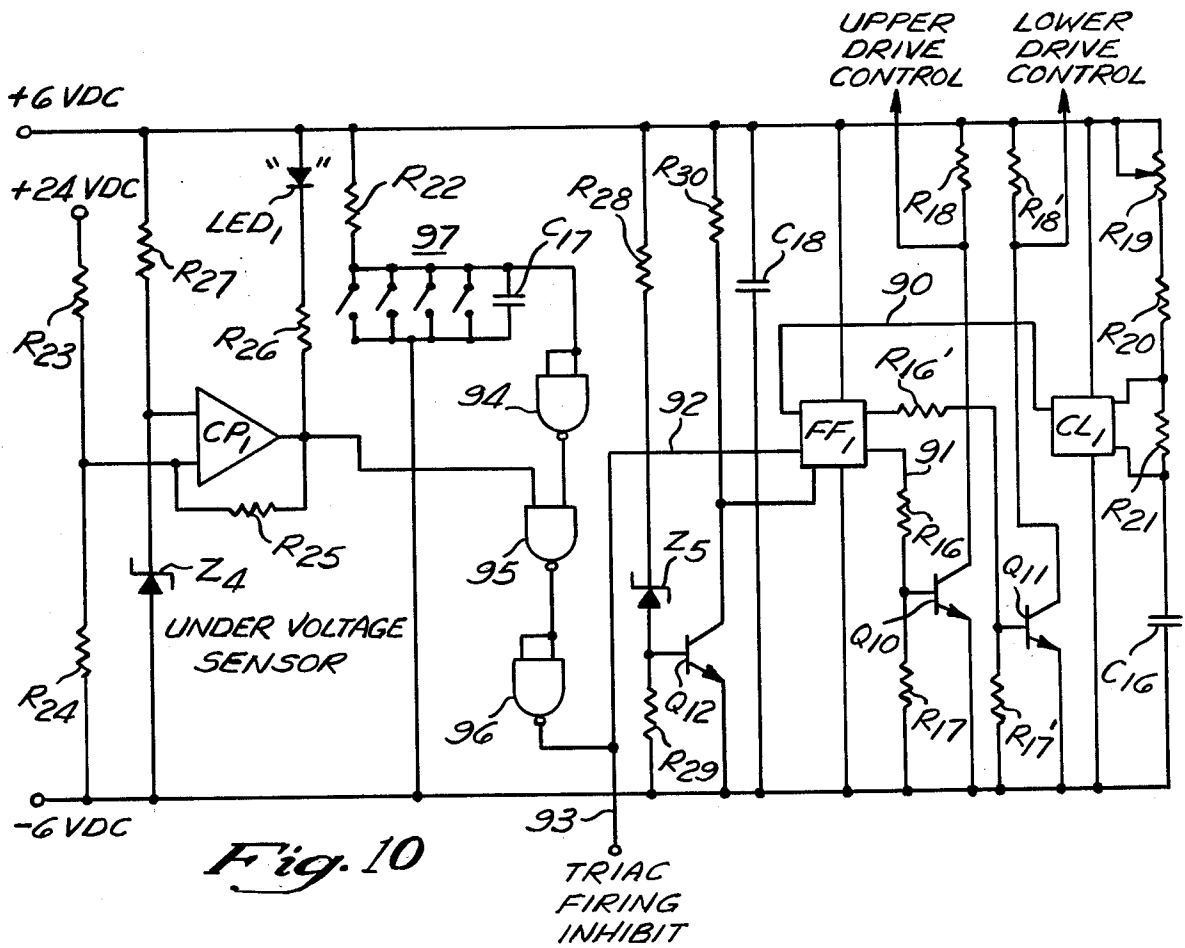 UPPER
DRIVE
CONTROL
LOWER
DRIVE
CONTROL
+6 VDC
+24 VDC
" "
LED1
R22
R27
R23
R26
97
C17
R28
R30
C18
R18
R18'
R19
90
R20
94
92
R16'
CP1
FF1
91
CL1
R21
R25
95
Z5
R16
Z4
Q11
UNDER VOLTAGE
SENSOR
Q10
C16
R24
96
Q12
R17
R17'
R29
93
-6 VDC
Fig. 10
TRIAC
FIRING
INHIBIT